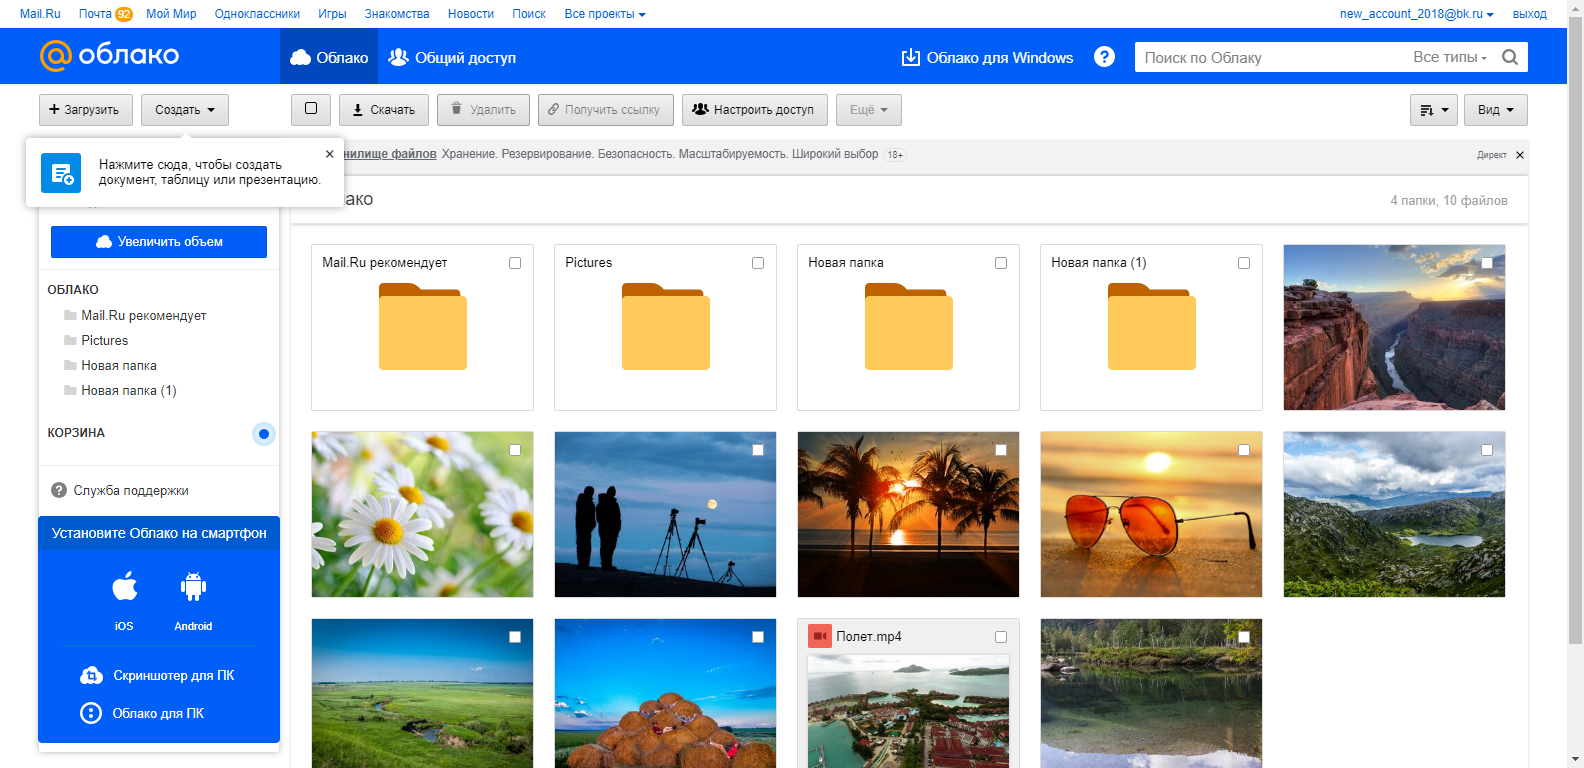 Mail.Ru Почта 92 Мой Мир Одноклассники Игры Знакомства Новости Поиск Все проекты new_account_2018@bk.ru выход
@облако Облако Общий доступ Облако для Windows ? Поиск по Облаку Все типы
+ Загрузить Создать Скачать Удалить Получить ссылку Настроить доступ Ещё Вид
Нажмите сюда, чтобы создать
документ, таблицу или презентацию.
нилище файлов Хранение. Резервирование. Безопасность. Масштабируемость. Широкий выбор 18+ Директ
ако 4 папки, 10 файлов
Увеличить объем
ОБЛАКО
Mail.Ru рекомендует
Pictures
Новая папка
Новая папка (1)
КОРЗИНА
? Служба поддержки
Установите Облако на смартфон
iOS Android
Скриншотер для ПК
Облако для ПК
Mail.Ru рекомендует Pictures Новая папка Новая папка (1)
Полет.mp4